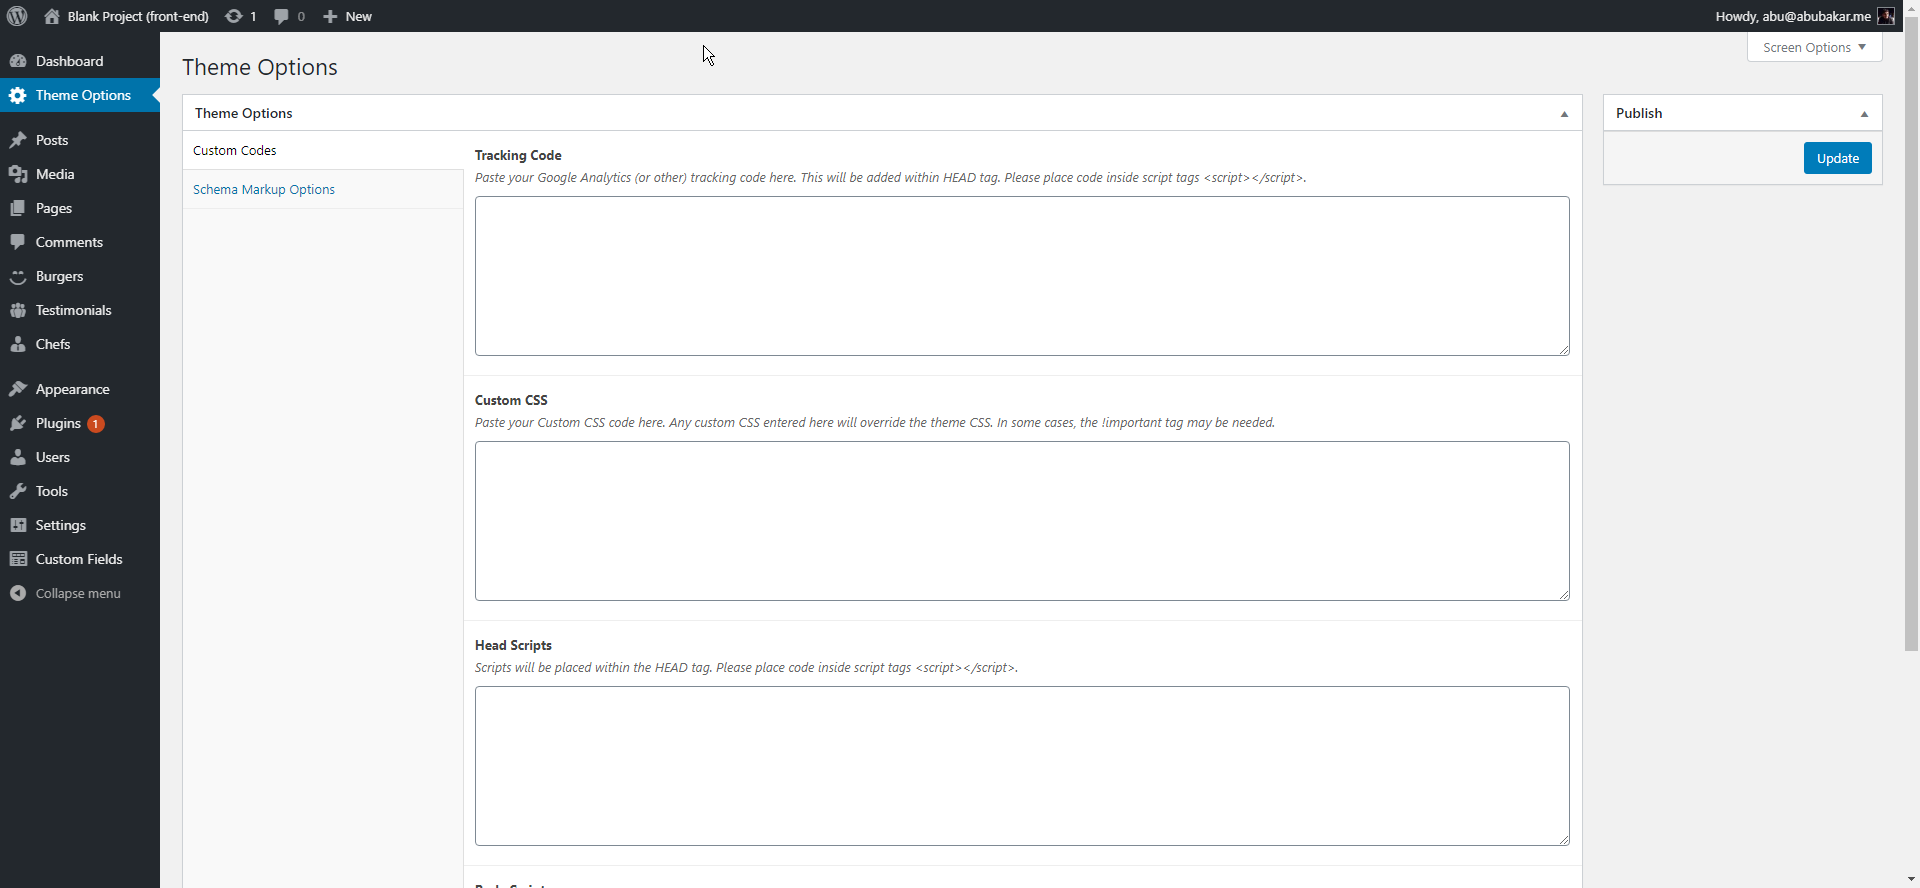 Blank Project (front-end) 1 0 New Howdy, abu@abubakar.me
Screen Options
Dashboard
Theme Options
Posts
Media
Pages
Comments
Burgers
Testimonials
Chefs
Appearance
Plugins 1
Users
Tools
Settings
Custom Fields
Collapse menu
Theme Options
Theme Options
Custom Codes
Schema Markup Options
Tracking Code
Paste your Google Analytics (or other) tracking code here. This will be added within HEAD tag. Please place code inside script tags <script></script>.
Custom CSS
Paste your Custom CSS code here. Any custom CSS entered here will override the theme CSS. In some cases, the !important tag may be needed.
Head Scripts
Scripts will be placed within the HEAD tag. Please place code inside script tags <script></script>.
Publish
Update